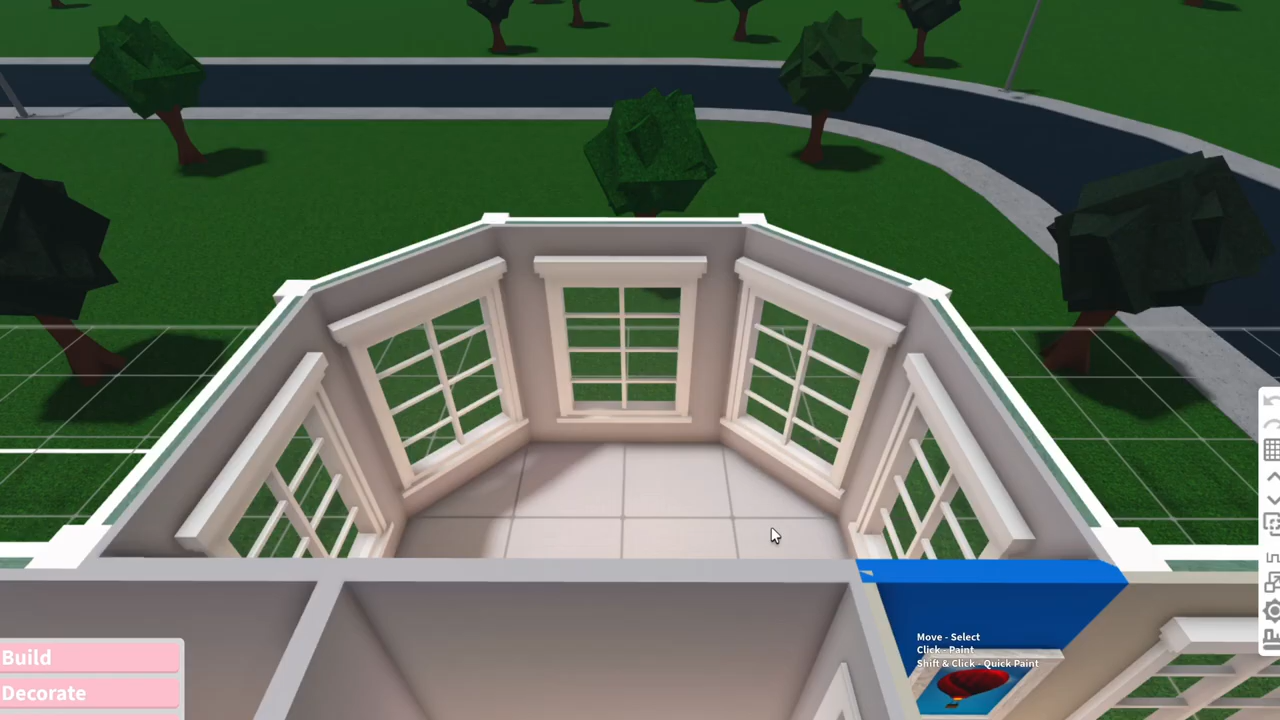 Move - Select
Click - Paint
Shift & Click - Quick Paint
Build
Decorate